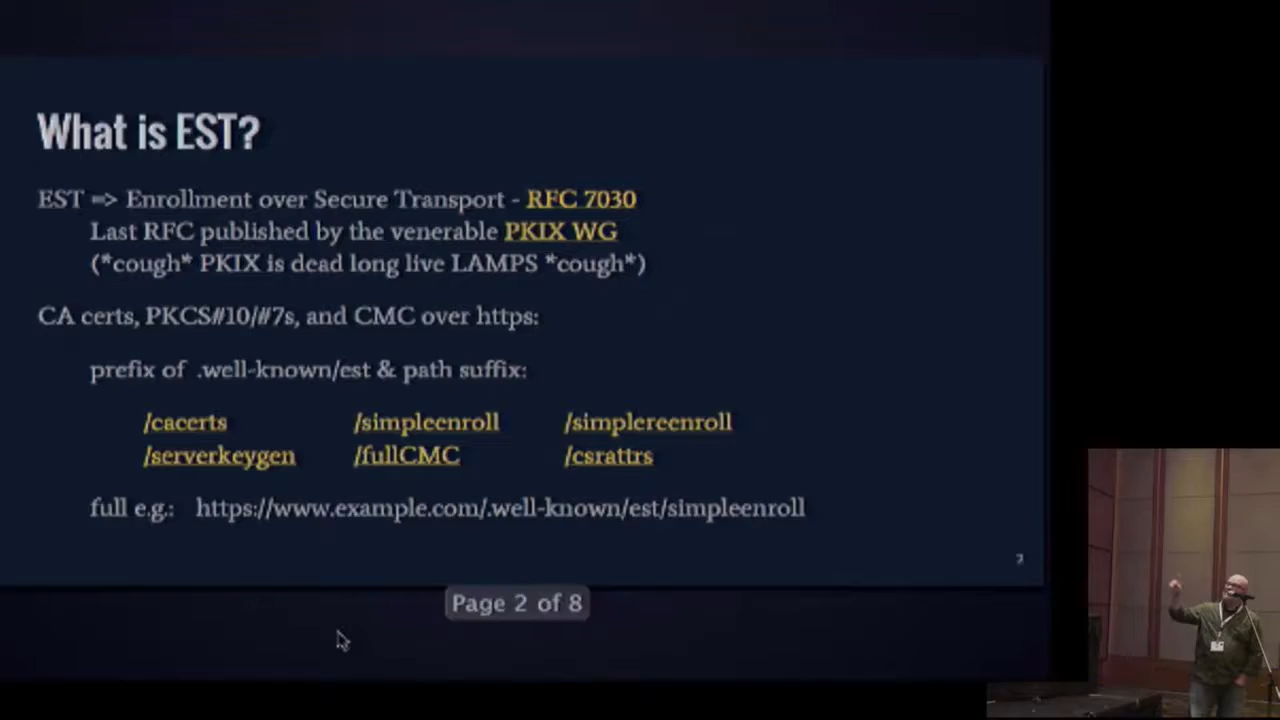 What is EST?
EST => Enrollment over Secure Transport - RFC 7030
Last RFC published by the venerable PKIX WG
(*cough* PKIX is dead long live LAMPS *cough*)
CA certs, PKCS#10/#7s, and CMC over https:
prefix of .well-known/est & path suffix:
/cacerts /simpleenroll /simplereenroll
/serverkeygen /fullCMC /csrattrs
full e.g.: https://www.example.com/.well-known/est/simpleenroll
Page 2 of 8